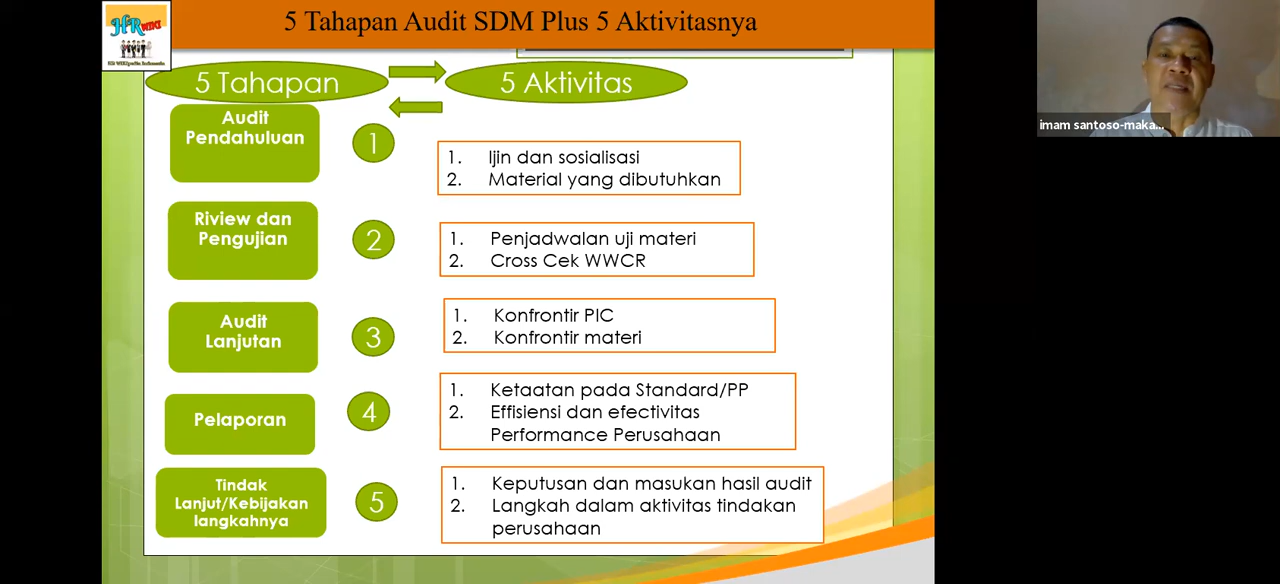 5 Tahapan Audit SDM Plus 5 Aktivitasnya
HR WIKI
HR WIKIpedia Indonesia
imam santoso-maka...
5 Tahapan
5 Aktivitas
Audit
Pendahuluan
1
1. Ijin dan sosialisasi
2. Material yang dibutuhkan
Riview dan
Pengujian
2
1. Penjadwalan uji materi
2. Cross Cek WWCR
Audit
Lanjutan
3
1. Konfrontir PIC
2. Konfrontir materi
Pelaporan
4
1. Ketaatan pada Standard/PP
2. Effisiensi dan efectivitas
Performance Perusahaan
Tindak
Lanjut/Kebijakan
langkahnya
5
1. Keputusan dan masukan hasil audit
2. Langkah dalam aktivitas tindakan
perusahaan